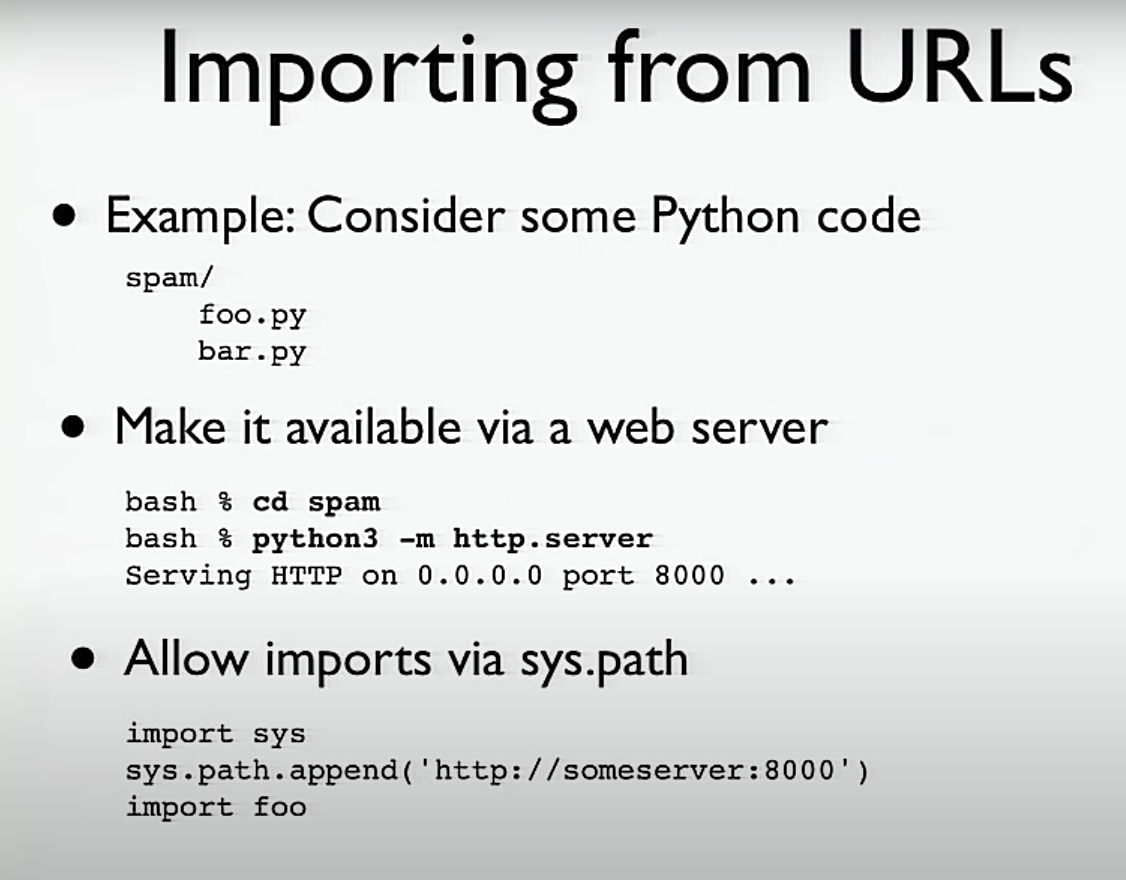 Importing from URLs
• Example: Consider some Python code
spam/
foo.py
bar.py
• Make it available via a web server
bash % cd spam
bash % python3 -m http.server
Serving HTTP on 0.0.0.0 port 8000 ...
• Allow imports via sys.path
import sys
sys.path.append('http://someserver:8000')
import foo